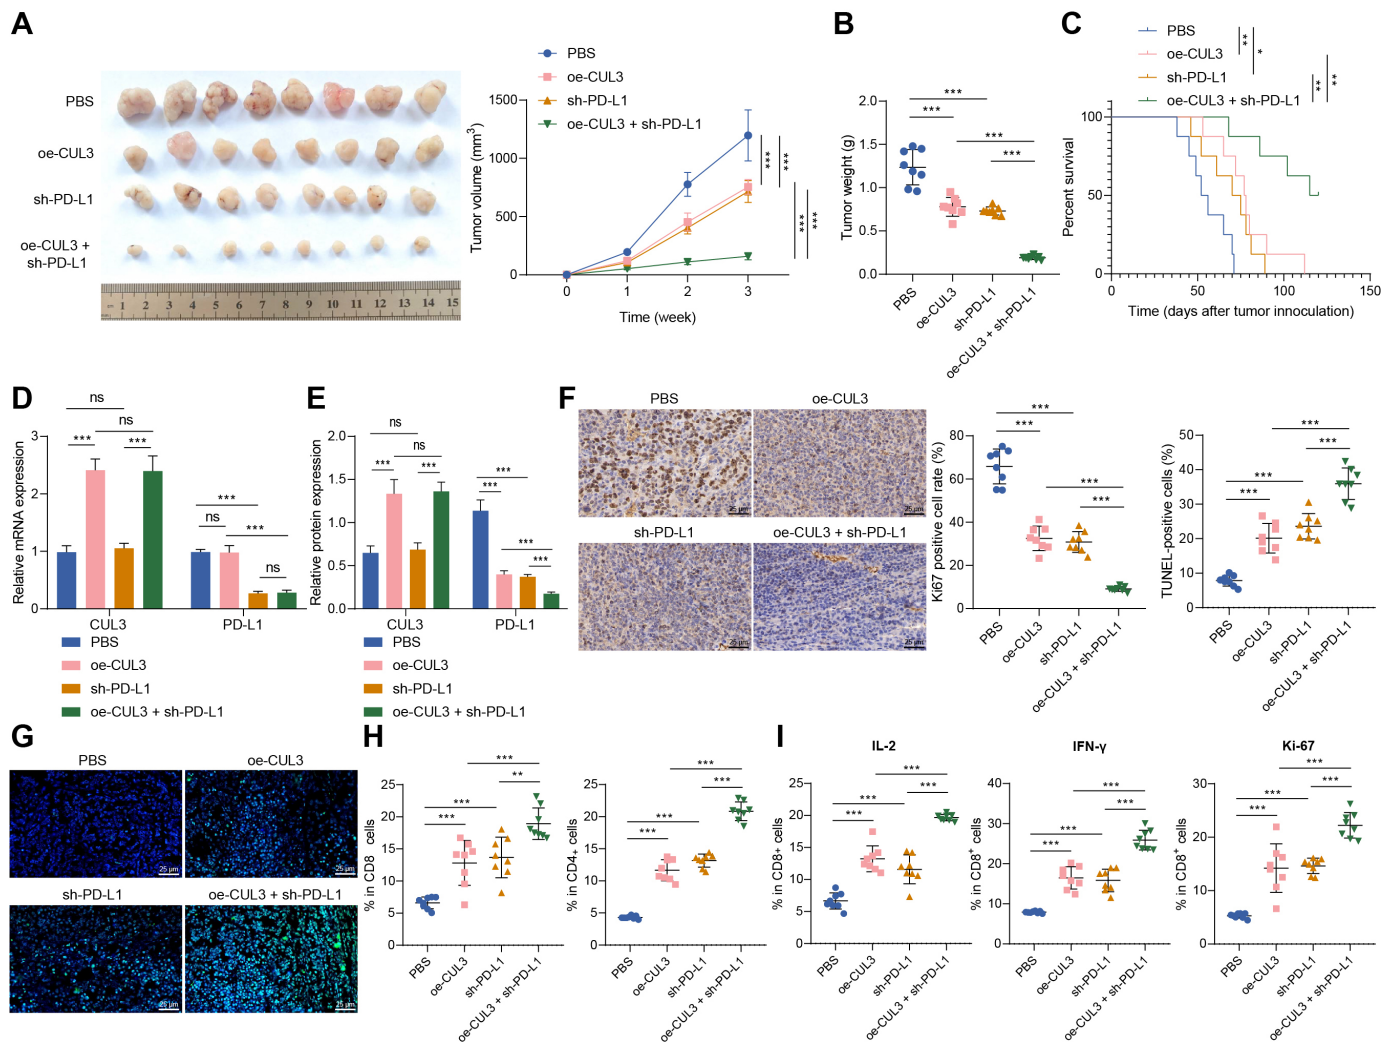 A
PBS
oe-CUL3
sh-PD-L1
oe-CUL3 +
sh-PD-L1
1 2 3 4 5 6 7 8 9 10 11 12 13 14 15
PBS
oe-CUL3
sh-PD-L1
oe-CUL3 + sh-PD-L1
Tumor volume (mm³)
1500
1000
500
0
0 1 2 3
Time (week)
*** ***
*** ***
B
Tumor weight (g)
2.0
1.5
1.0
0.5
0.0
***
***
***
***
PBS
oe-CUL3
sh-PD-L1
oe-CUL3 + sh-PD-L1
C
PBS
oe-CUL3
sh-PD-L1
oe-CUL3 + sh-PD-L1
** *
** **
Percent survival
100
50
0
0 50 100 150
Time (days after tumor innoculation)
D
Relative mRNA expression
3
2
1
0
ns
ns
*** ***
***
ns ***
ns
CUL3 PD-L1
PBS
oe-CUL3
sh-PD-L1
oe-CUL3 + sh-PD-L1
E
Relative protein expression
2.0
1.5
1.0
0.5
0.0
ns
ns
*** ***
***
***
***
***
CUL3 PD-L1
PBS
oe-CUL3
sh-PD-L1
oe-CUL3 + sh-PD-L1
F
PBS oe-CUL3
25 μm 25 μm
sh-PD-L1 oe-CUL3 + sh-PD-L1
25 μm 25 μm
Ki67 positive cell rate (%)
80
60
40
20
0
***
***
***
***
PBS
oe-CUL3
sh-PD-L1
oe-CUL3 + sh-PD-L1
TUNEL-positive cells (%)
50
40
30
20
10
0
***
***
***
***
PBS
oe-CUL3
sh-PD-L1
oe-CUL3 + sh-PD-L1
G
PBS oe-CUL3
25 μm 25 μm
sh-PD-L1 oe-CUL3 + sh-PD-L1
25 μm 25 μm
H
% in CD8 cells
25
20
15
10
5
0
***
**
***
***
PBS
oe-CUL3
sh-PD-L1
oe-CUL3 + sh-PD-L1
% in CD4+ cells
25
20
15
10
5
0
***
***
***
***
PBS
oe-CUL3
sh-PD-L1
oe-CUL3 + sh-PD-L1
I
IL-2
% in CD8+ cells
25
20
15
10
5
0
***
***
***
***
PBS
oe-CUL3
sh-PD-L1
oe-CUL3 + sh-PD-L1
IFN-γ
% in CD8⁺ cells
40
30
20
10
0
***
***
***
***
PBS
oe-CUL3
sh-PD-L1
oe-CUL3 + sh-PD-L1
Ki-67
% in CD8⁺ cells
30
20
10
0
***
***
***
***
PBS
oe-CUL3
sh-PD-L1
oe-CUL3 + sh-PD-L1